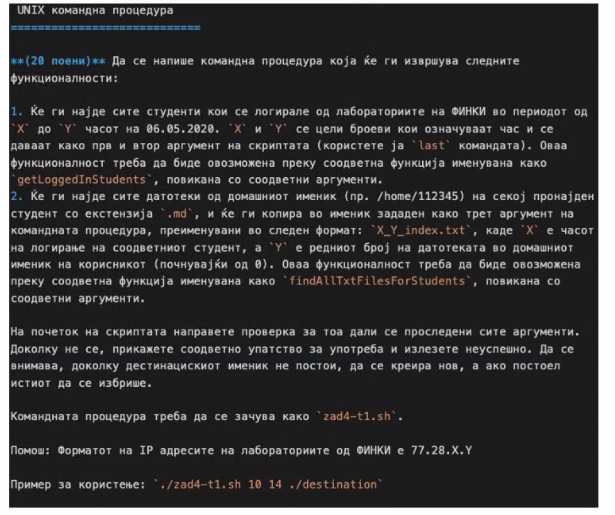 UNIX командна процедура
===========================
**(20 поени)** Да се напише командна процедура која ќе ги извршува следните
функционалности:
1. Ќе ги најде сите студенти кои се логирале од лабораториите на ФИНКИ во периодот од
`X` до `Y` часот на 06.05.2020. `X` и `Y` се цели броеви кои означуваат час и се
даваат како прв и втор аргумент на скриптата (користете ја `last` командата). Оваа
функционалност треба да биде овозможена преку соодветна функција именувана како
`getLoggedInStudents`, повикана со соодветни аргументи.
2. Ќе ги најде сите датотеки од домашниот именик (пр. /home/112345) на секој пронајден
студент со екстензија `.md`, и ќе ги копира во именик зададен како трет аргумент на
командната процедура, преименувани во следен формат: `X_Y_index.txt`, каде `X` е часот
на логирање на соодветниот студент, а `Y` е редниот број на датотеката во домашниот
именик на корисникот (почнувајќи од 0). Оваа функционалност треба да биде овозможена
преку соодветна функција именувана како `findAllTxtFilesForStudents`, повикана со
соодветни аргументи.
На почеток на скриптата направете проверка за тоа дали се проследени сите аргументи.
Доколку не се, прикажете соодветно упатство за употреба и излезете неуспешно. Да се
внимава, доколку дестинацискиот именик не постои, да се креира нов, а ако постоел
истиот да се избрише.
Командната процедура треба да се зачува како `zad4-t1.sh`.
Помош: Форматот на IP адресите на лабораториите од ФИНКИ е 77.28.X.Y
Пример за користење: `./zad4-t1.sh 10 14 ./destination`